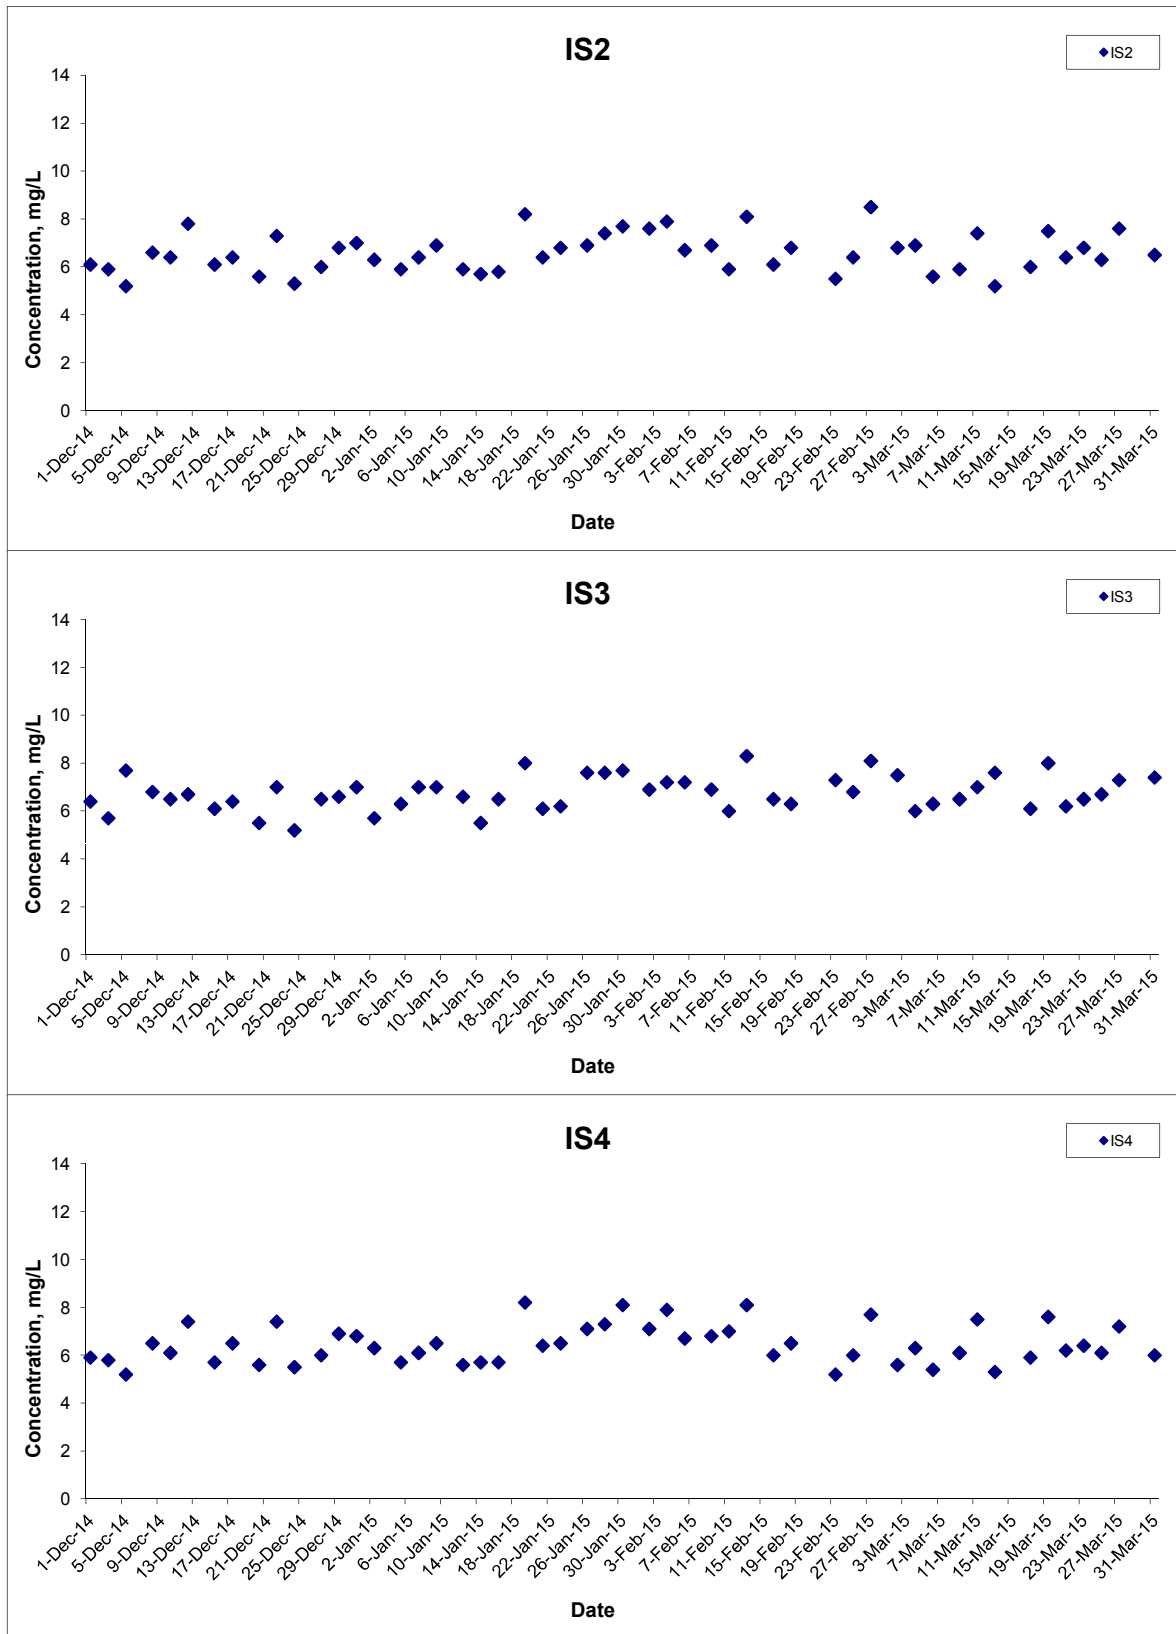 IS2
IS2
14
12
10
8
6
4
2
0
Concentration, mg/L
1-Dec-14 5-Dec-14 9-Dec-14 13-Dec-14 17-Dec-14 21-Dec-14 25-Dec-14 29-Dec-14 2-Jan-15 6-Jan-15 10-Jan-15 14-Jan-15 18-Jan-15 22-Jan-15 26-Jan-15 30-Jan-15 3-Feb-15 7-Feb-15 11-Feb-15 15-Feb-15 19-Feb-15 23-Feb-15 27-Feb-15 3-Mar-15 7-Mar-15 11-Mar-15 15-Mar-15 19-Mar-15 23-Mar-15 27-Mar-15 31-Mar-15
Date
IS3
IS3
14
12
10
8
6
4
2
0
Concentration, mg/L
1-Dec-14 5-Dec-14 9-Dec-14 13-Dec-14 17-Dec-14 21-Dec-14 25-Dec-14 29-Dec-14 2-Jan-15 6-Jan-15 10-Jan-15 14-Jan-15 18-Jan-15 22-Jan-15 26-Jan-15 30-Jan-15 3-Feb-15 7-Feb-15 11-Feb-15 15-Feb-15 19-Feb-15 23-Feb-15 27-Feb-15 3-Mar-15 7-Mar-15 11-Mar-15 15-Mar-15 19-Mar-15 23-Mar-15 27-Mar-15 31-Mar-15
Date
IS4
IS4
14
12
10
8
6
4
2
0
Concentration, mg/L
1-Dec-14 5-Dec-14 9-Dec-14 13-Dec-14 17-Dec-14 21-Dec-14 25-Dec-14 29-Dec-14 2-Jan-15 6-Jan-15 10-Jan-15 14-Jan-15 18-Jan-15 22-Jan-15 26-Jan-15 30-Jan-15 3-Feb-15 7-Feb-15 11-Feb-15 15-Feb-15 19-Feb-15 23-Feb-15 27-Feb-15 3-Mar-15 7-Mar-15 11-Mar-15 15-Mar-15 19-Mar-15 23-Mar-15 27-Mar-15 31-Mar-15
Date